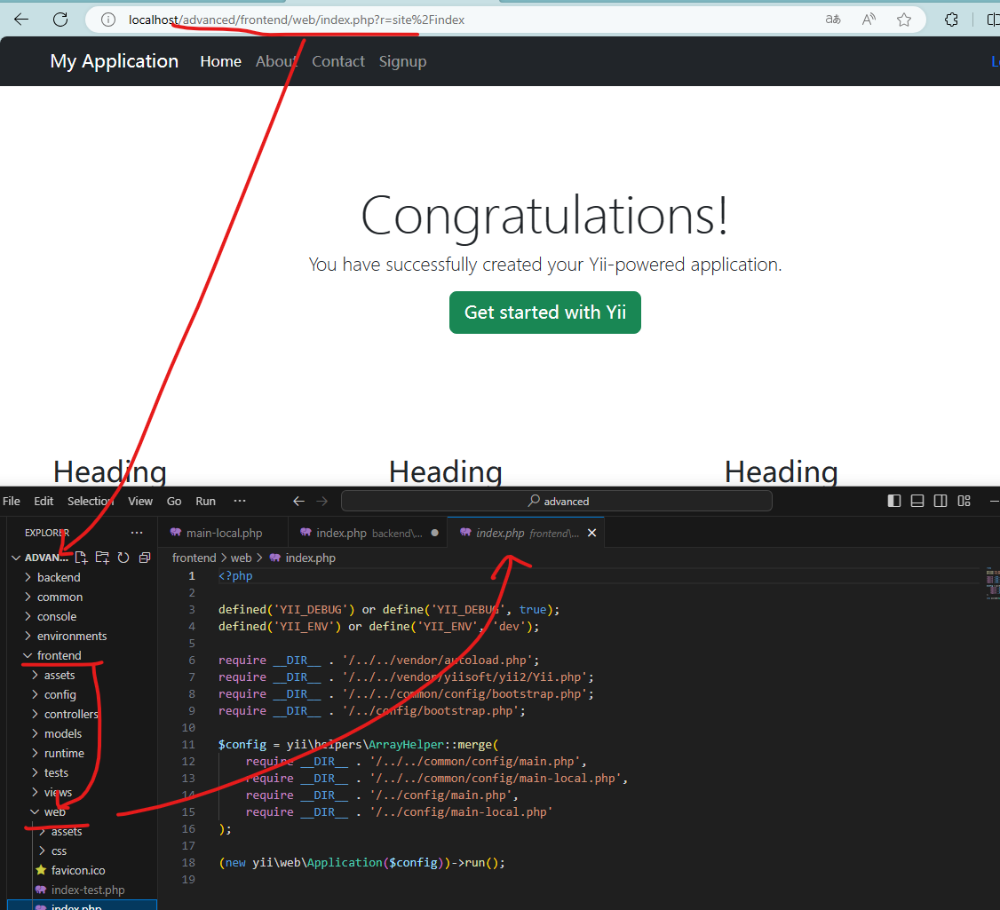 localhost/advanced/frontend/web/index.php?r=site%2Findex
My Application Home About Contact Signup
Congratulations!
You have successfully created your Yii-powered application.
Get started with Yii
Heading Heading Heading
File Edit Selection View Go Run ··· advanced
EXPLORER ···
main-local.php index.php backend\... index.php frontend\...
ADVAN...
frontend > web > index.php
backend
common
console
environments
frontend
assets
config
controllers
models
runtime
tests
views
web
assets
css
favicon.ico
index-test.php
index.php
1 <?php
2
3 defined('YII_DEBUG') or define('YII_DEBUG', true);
4 defined('YII_ENV') or define('YII_ENV', 'dev');
5
6 require __DIR__ . '/../../vendor/autoload.php';
7 require __DIR__ . '/../../vendor/yiisoft/yii2/Yii.php';
8 require __DIR__ . '/../../common/config/bootstrap.php';
9 require __DIR__ . '/../config/bootstrap.php';
10
11 $config = yii\helpers\ArrayHelper::merge(
12 require __DIR__ . '/../../common/config/main.php',
13 require __DIR__ . '/../../common/config/main-local.php',
14 require __DIR__ . '/../config/main.php',
15 require __DIR__ . '/../config/main-local.php'
16 );
17
18 (new yii\web\Application($config))->run();
19